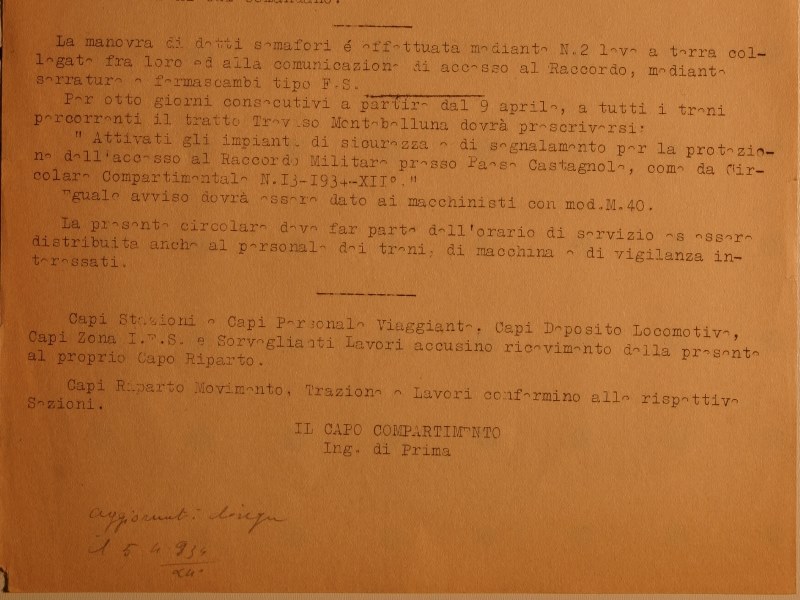 La manovra di detti semafori é effettuata mediante N.2 leve a terra col-
legate fra loro ed alla comunicazione di accesso al Raccordo, mediante
serrature e fermascambi tipo F.S.
Per otto giorni consecutivi a partire dal 9 aprile, a tutti i treni
percorrenti il tratto Treviso Montebelluna dovrà prescriversi:
" Attivati gli impianti di sicurezza e di segnalamento per la protezio-
ne dell'accesso al Raccordo Militare presso Paese Castagnole, come da Cir-
colare Compartimentale N.I3-I934-XII°."
Eguale avviso dovrà essere dato ai macchinisti con mod.M.40.
La presente circolare deve far parte dell'orario di servizio es essere
distribuita anche al personale dei treni, di macchina e di vigilanza in-
teressati.
Capi Stazioni e Capi Personale Viaggiante, Capi Deposito Locomotive,
Capi Zona I.E.S. e Sorveglianti Lavori accusino ricevimento della presente
al proprio Capo Riparto.
Capi Riparto Movimento, Trazione e Lavori confermino alle rispettive
Sezioni.
IL CAPO COMPARTIMENTO
Ing. di Prima
il 5 4 934